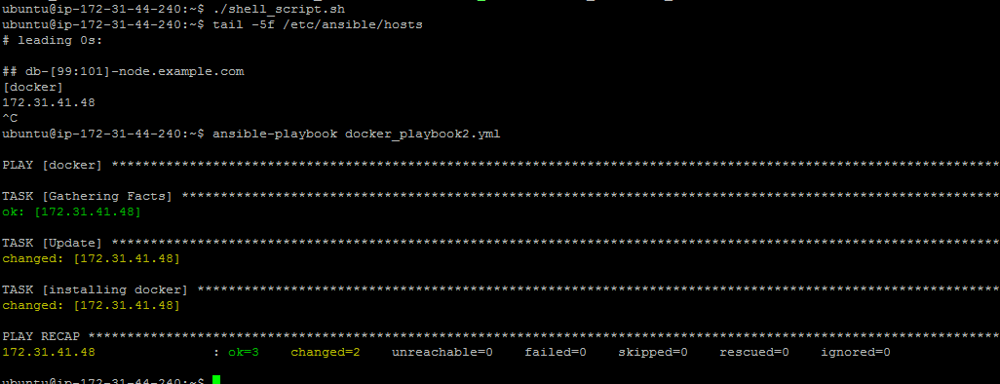 ubuntu@ip-172-31-44-240:~$ ./shell_script.sh
ubuntu@ip-172-31-44-240:~$ tail -5f /etc/ansible/hosts
# leading 0s:
## db-[99:101]-node.example.com
[docker]
172.31.41.48
^C
ubuntu@ip-172-31-44-240:~$ ansible-playbook docker_playbook2.yml
PLAY [docker] ******************************************************************************************************************
TASK [Gathering Facts] *********************************************************************************************************
ok: [172.31.41.48]
TASK [Update] ******************************************************************************************************************
changed: [172.31.41.48]
TASK [installing docker] *******************************************************************************************************
changed: [172.31.41.48]
PLAY RECAP *********************************************************************************************************************
172.31.41.48               : ok=3    changed=2    unreachable=0    failed=0    skipped=0    rescued=0    ignored=0
ubuntu@ip-172-31-44-240:~$